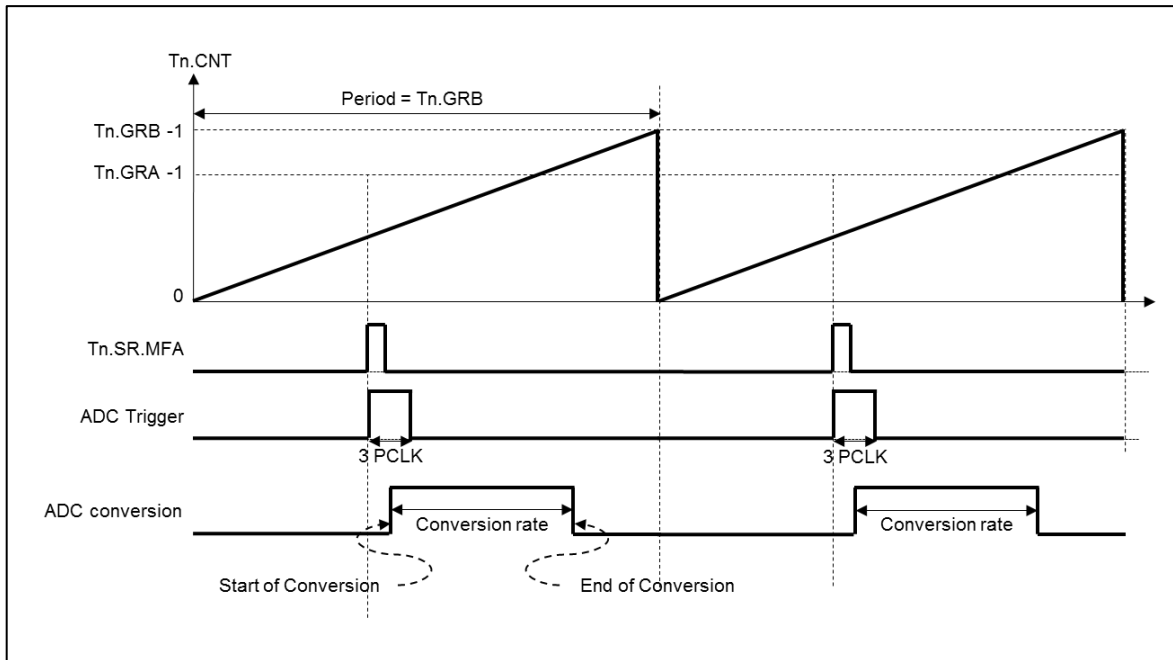 Tn.CNT
Period = Tn.GRB
Tn.GRB -1
Tn.GRA -1
0
Tn.SR.MFA
ADC Trigger
3 PCLK
3 PCLK
ADC conversion
Conversion rate
Conversion rate
Start of Conversion
End of Conversion